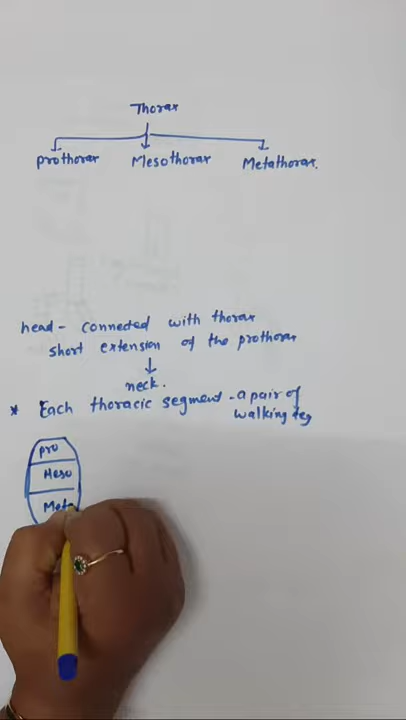 Thorax
prothorax Mesothorax Metathorax.
head - connected with thorax
short extension of the prothorax
neck.
* Each thoracic segment - a pair of
walking leg
pro
Meso
Meta